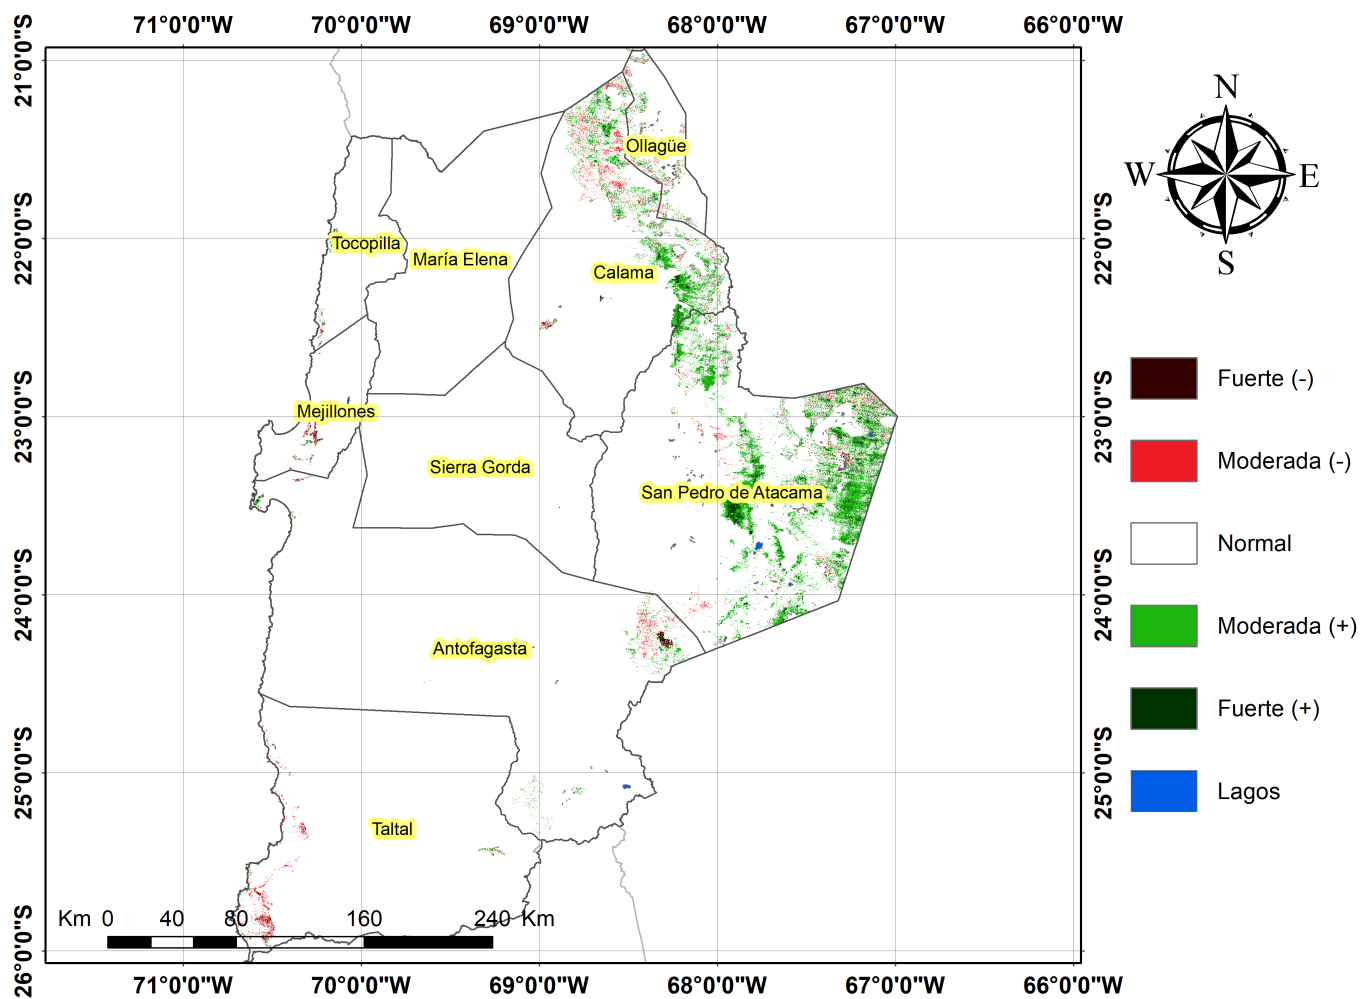 71°0'0"W 70°0'0"W 69°0'0"W 68°0'0"W 67°0'0"W 66°0'0"W
21°0'0"S
22°0'0"S
23°0'0"S
24°0'0"S
25°0'0"S
26°0'0"S
Ollagüe
Tocopilla
María Elena
Calama
Mejillones
Sierra Gorda
San Pedro de Atacama
Antofagasta
Taltal
Km 0 40 80 160 240 Km
71°0'0"W 70°0'0"W 69°0'0"W 68°0'0"W 67°0'0"W 66°0'0"W
22°0'0"S
23°0'0"S
24°0'0"S
25°0'0"S
N
W E
S
Fuerte (-)
Moderada (-)
Normal
Moderada (+)
Fuerte (+)
Lagos